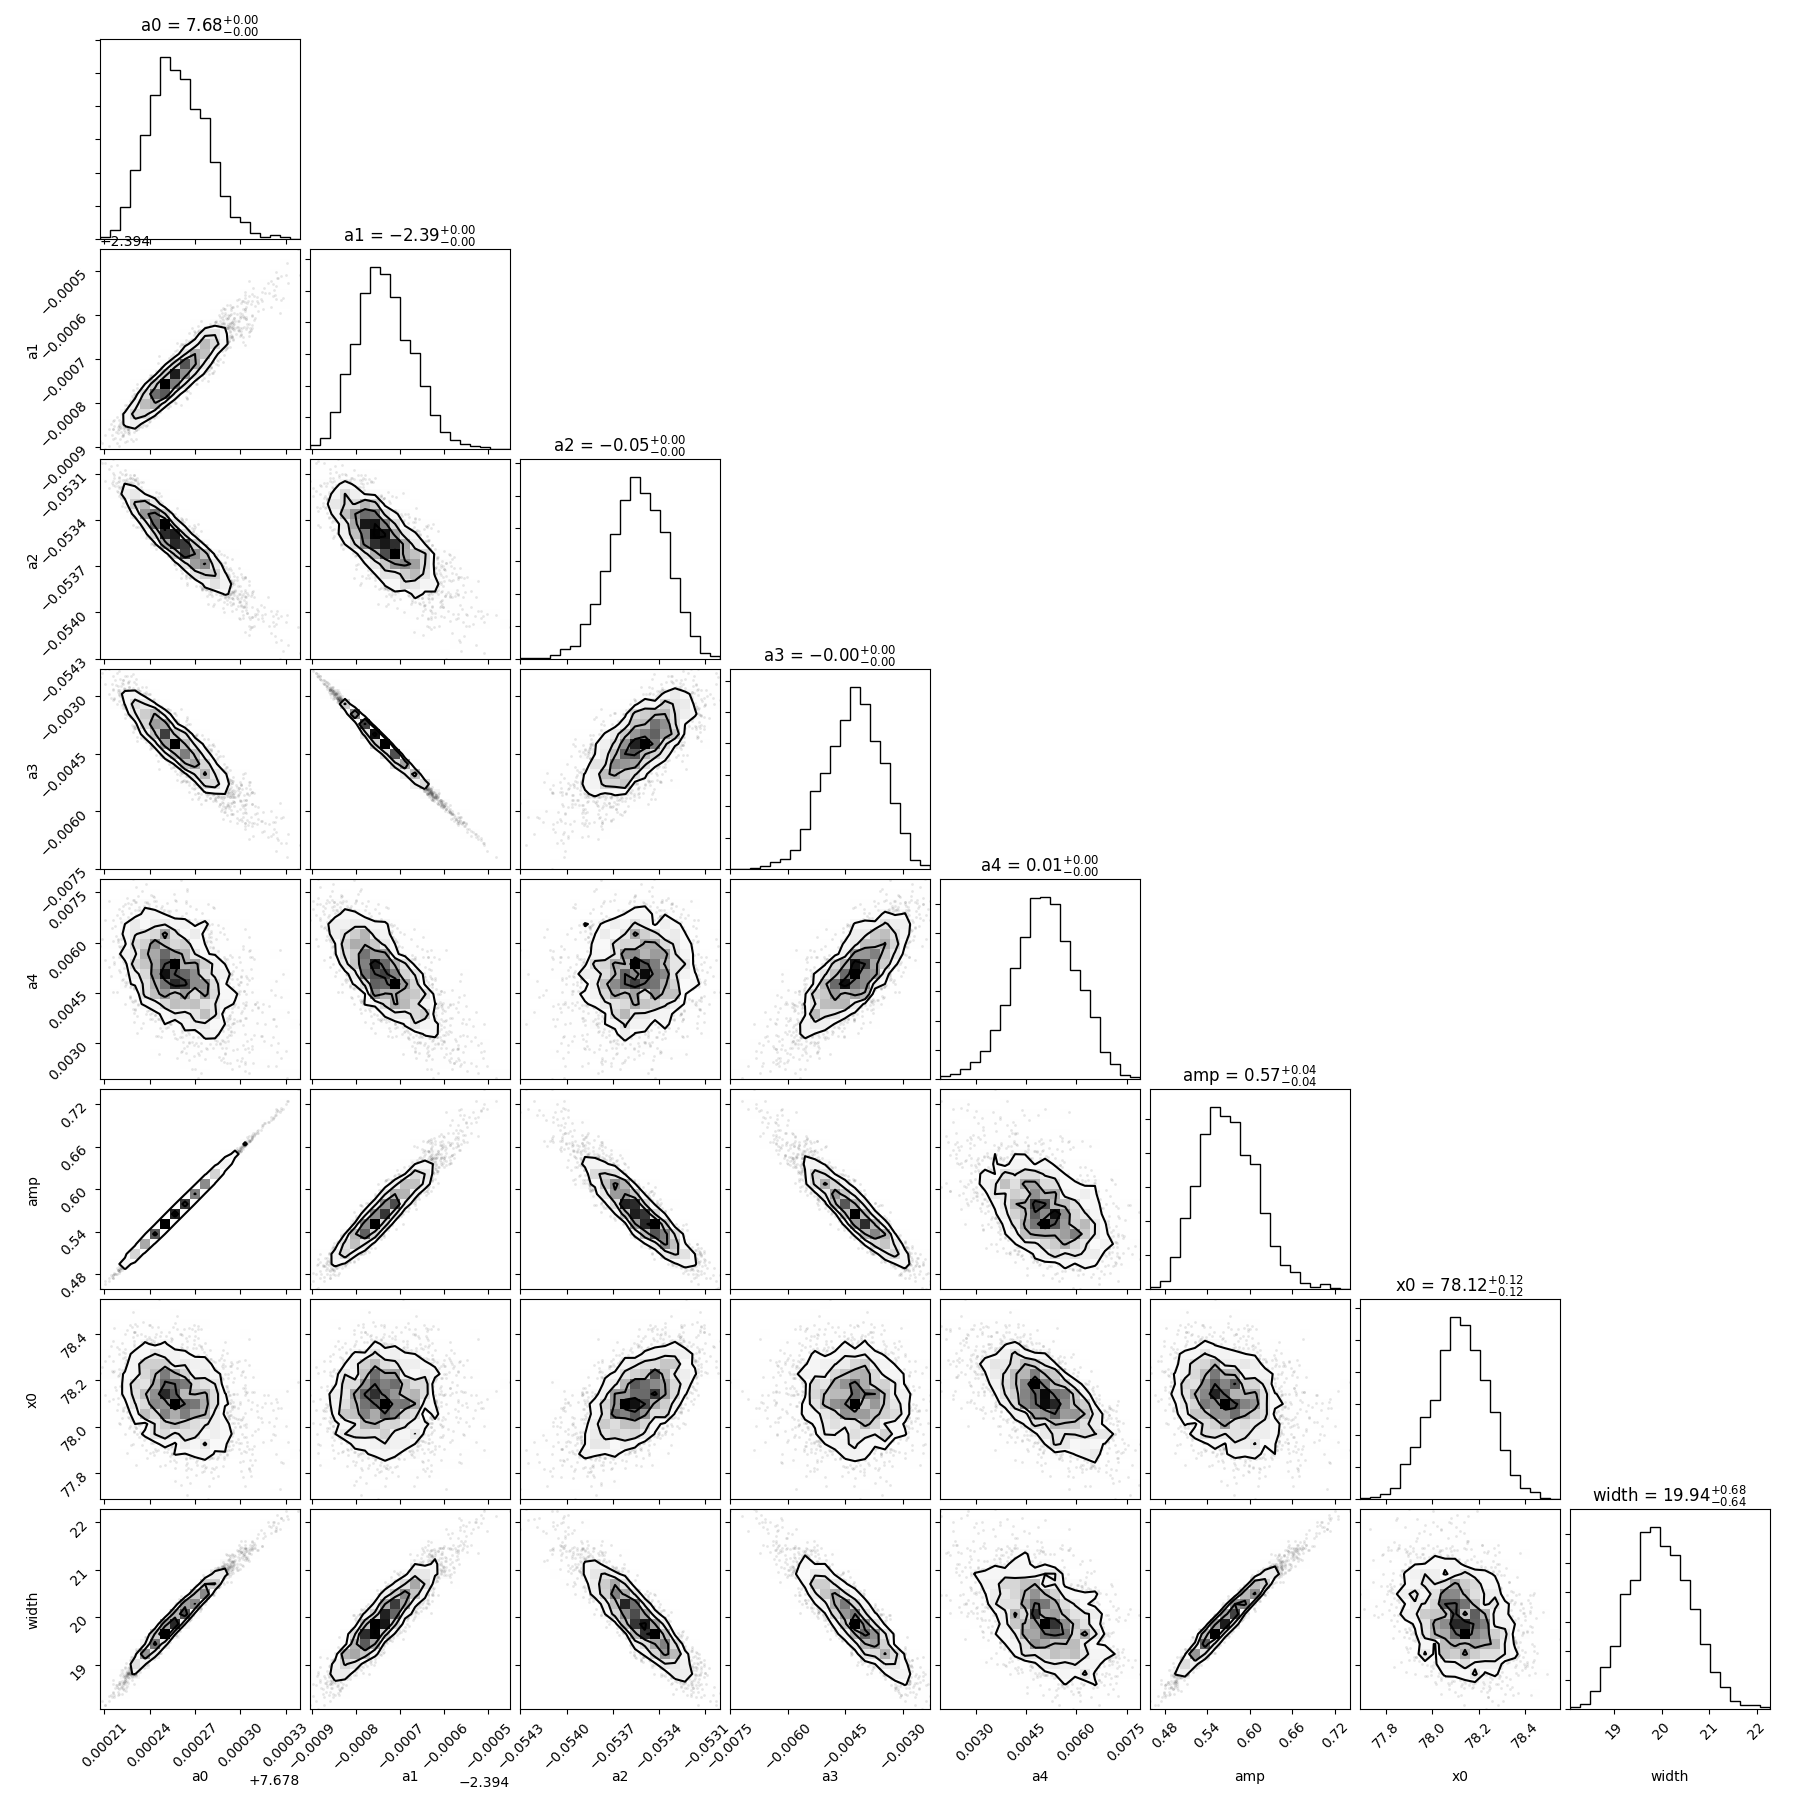 a0 = 7.68+0.00−0.00
−2.394
a1 = −2.39+0.00−0.00
−0.0005
−0.0006
−0.0007
−0.0008
−0.0009
a1
a2 = −0.05+0.00−0.00
−0.0531
−0.0534
−0.0537
−0.0540
−0.0543
a2
a3 = −0.00+0.00−0.00
−0.0030
−0.0045
−0.0060
−0.0075
a3
a4 = 0.01+0.00−0.00
0.0075
0.0060
0.0045
0.0030
a4
amp = 0.57+0.04−0.04
0.72
0.66
0.60
0.54
0.48
amp
x0 = 78.12+0.12−0.12
78.4
78.2
78.0
77.8
x0
width = 19.94+0.68−0.64
22
21
20
19
width
0.00021 0.00024 0.00027 0.00030 0.00033 −0.0009 −0.0008 −0.0007 −0.0006 −0.0005 −0.0543 −0.0540 −0.0537 −0.0534 −0.0531 −0.0075 −0.0060 −0.0045 −0.0030 0.0030 0.0045 0.0060 0.0075 0.48 0.54 0.60 0.66 0.72 77.8 78.0 78.2 78.4 19 20 21 22
a0 +7.678 a1 −2.394 a2 a3 a4 amp x0 width